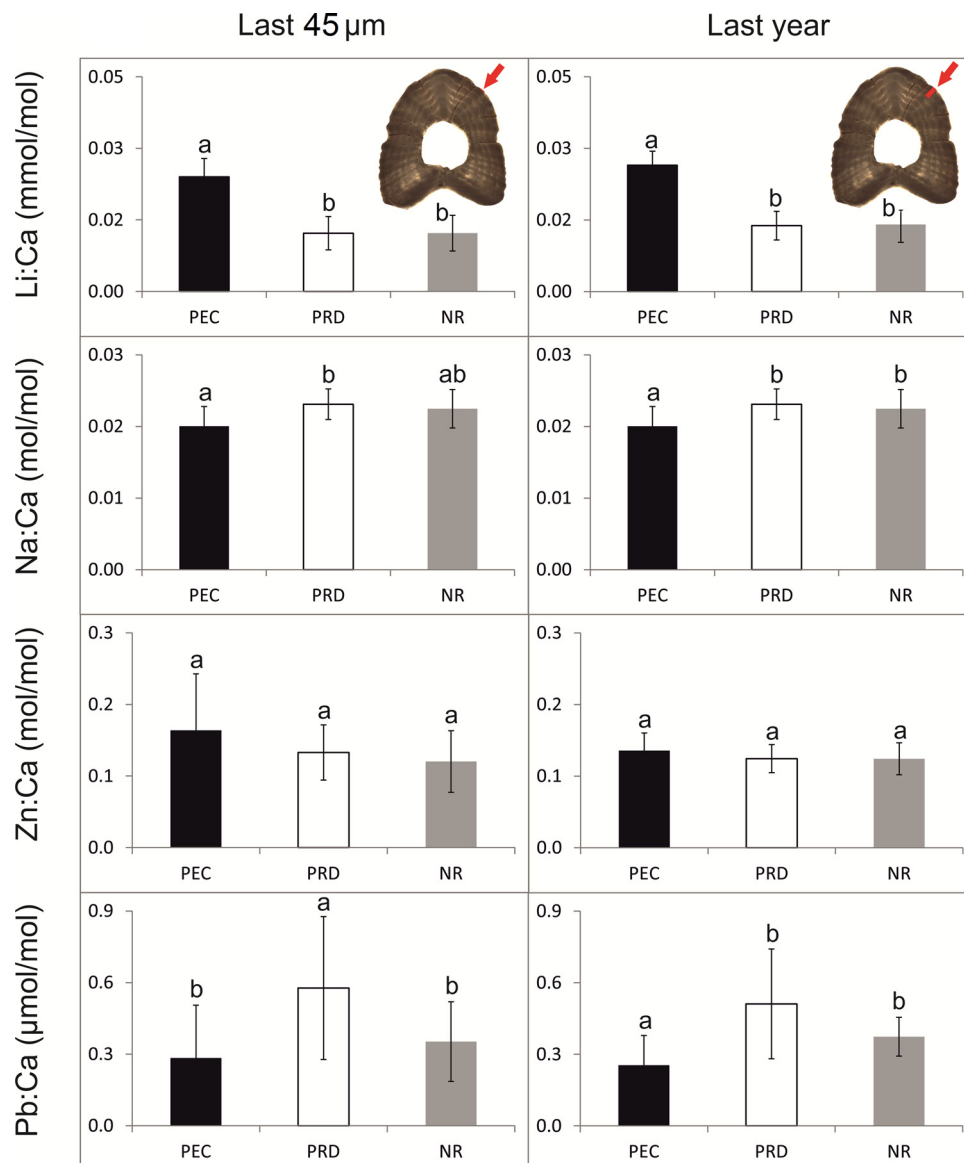 Last 45 µm
Last year
Li:Ca (mmol/mol)
0.05
0.03
0.02
0.00
a
b
b
PEC
PRD
NR
0.05
0.03
0.02
0.00
a
b
b
PEC
PRD
NR
Na:Ca (mol/mol)
0.03
0.02
0.01
0.00
a
b
ab
PEC
PRD
NR
0.03
0.02
0.01
0.00
a
b
b
PEC
PRD
NR
Zn:Ca (mol/mol)
0.3
0.2
0.1
0.0
a
a
a
PEC
PRD
NR
0.3
0.2
0.1
0.0
a
a
a
PEC
PRD
NR
Pb:Ca (µmol/mol)
0.9
0.6
0.3
0.0
b
a
b
PEC
PRD
NR
0.9
0.6
0.3
0.0
a
b
b
PEC
PRD
NR